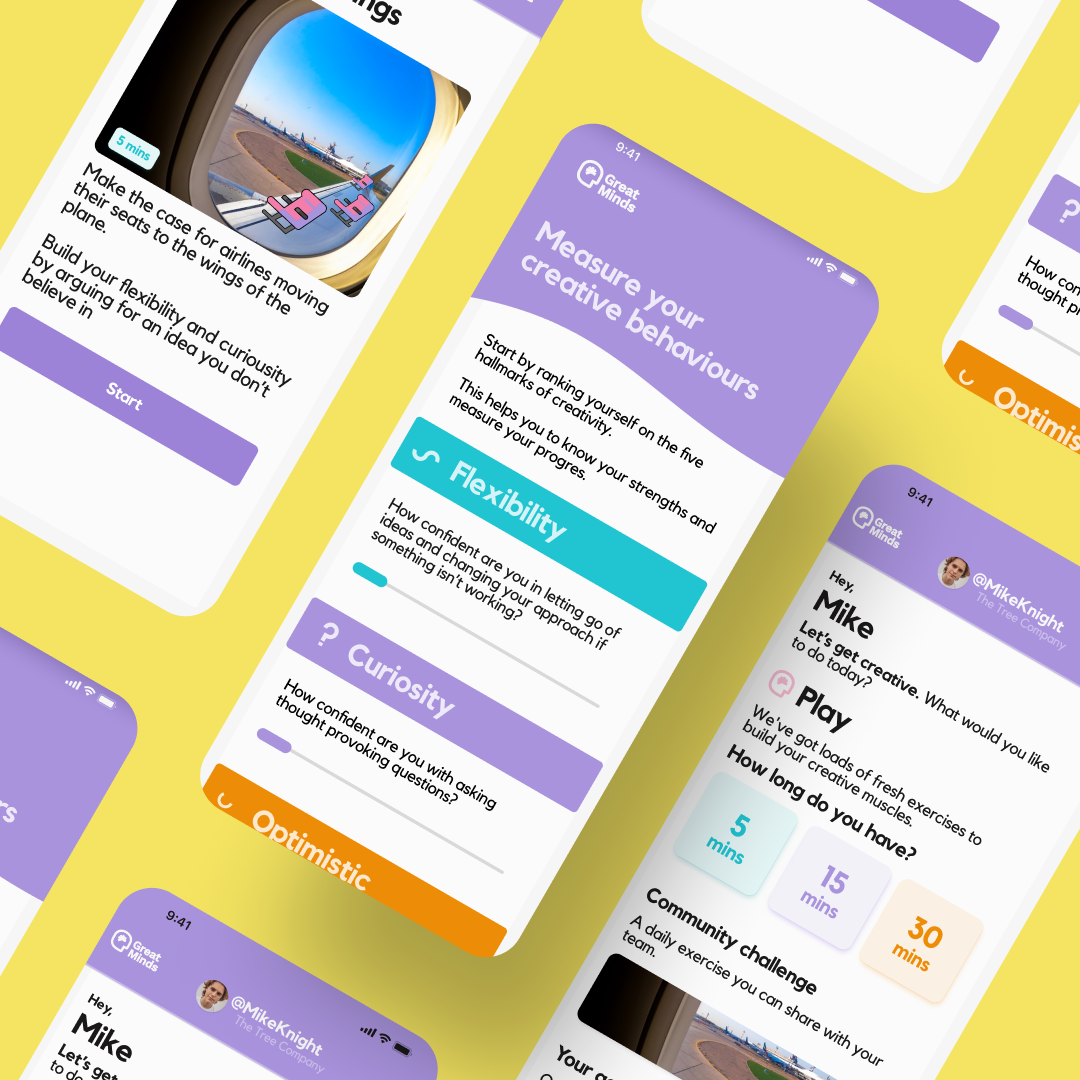 5 mins
Make the case for airlines moving
their seats to the wings of the
plane.
Build your flexibility and curiousity
by arguing for an idea you don't
believe in
Start
9:41
Great
Minds
Measure your
creative behaviours
Start by ranking yourself on the five
hallmarks of creativity.
This helps you to know your strengths and
measure your progres.
Flexibility
How confident are you in letting go of
ideas and changing your approach if
something isn't working?
? Curiosity
How confident are you with asking
thought provoking questions?
Optimistic
?
How con
thought p
Optimis
9:41
Great
Minds
@MikeKnight
The Tree Company
Hey,
Mike
Let's get creative. What would you like
to do today?
Play
We've got loads of fresh exercises to
build your creative muscles.
How long do you have?
5
mins
15
mins
30
mins
Community challenge
A daily exercise you can share with your
team.
9:41
Great
Minds
@MikeKnight
The Tree Company
Hey,
Mike
Let's get
to do